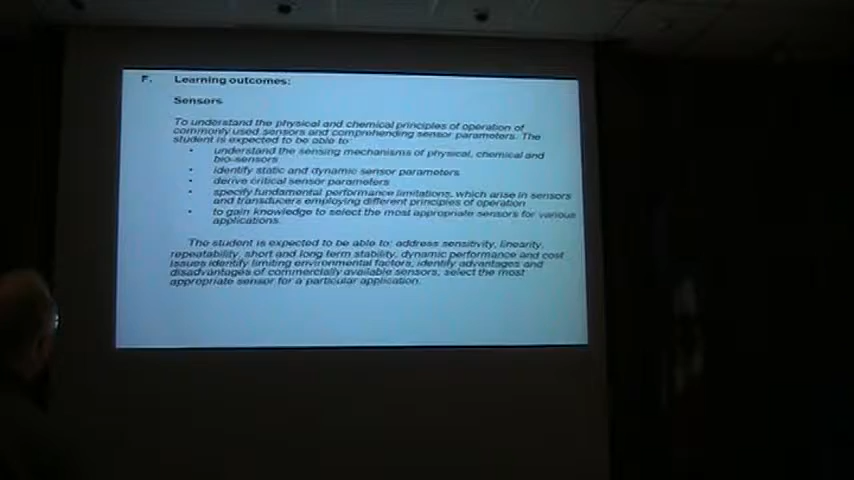 F. Learning outcomes:
Sensors
To understand the physical and chemical principles of operation of
commonly used sensors and comprehending sensor parameters. The
student is expected to be able to:
• understand the sensing mechanisms of physical, chemical and
bio-sensors
• identify static and dynamic sensor parameters
• derive critical sensor parameters
• specify fundamental performance limitations, which arise in sensors
and transducers employing different principles of operation
• to gain knowledge to select the most appropriate sensors for various
applications.
The student is expected to be able to: address sensitivity, linearity,
repeatability, short and long term stability, dynamic performance and cost
issues identify limiting environmental factors, identify advantages and
disadvantages of commercially available sensors, select the most
appropriate sensor for a particular application.